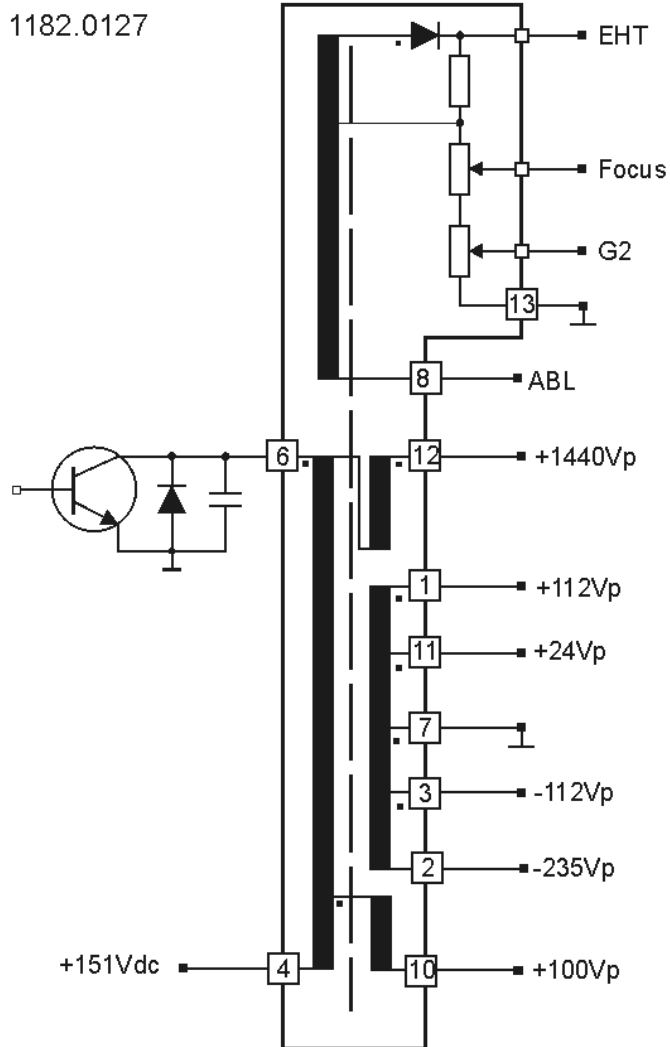 1182.0127
EHT
Focus
G2
13
8 ABL
6
12 +1440Vp
1 +112Vp
11 +24Vp
7
3 -112Vp
2 -235Vp
+151Vdc 4
10 +100Vp